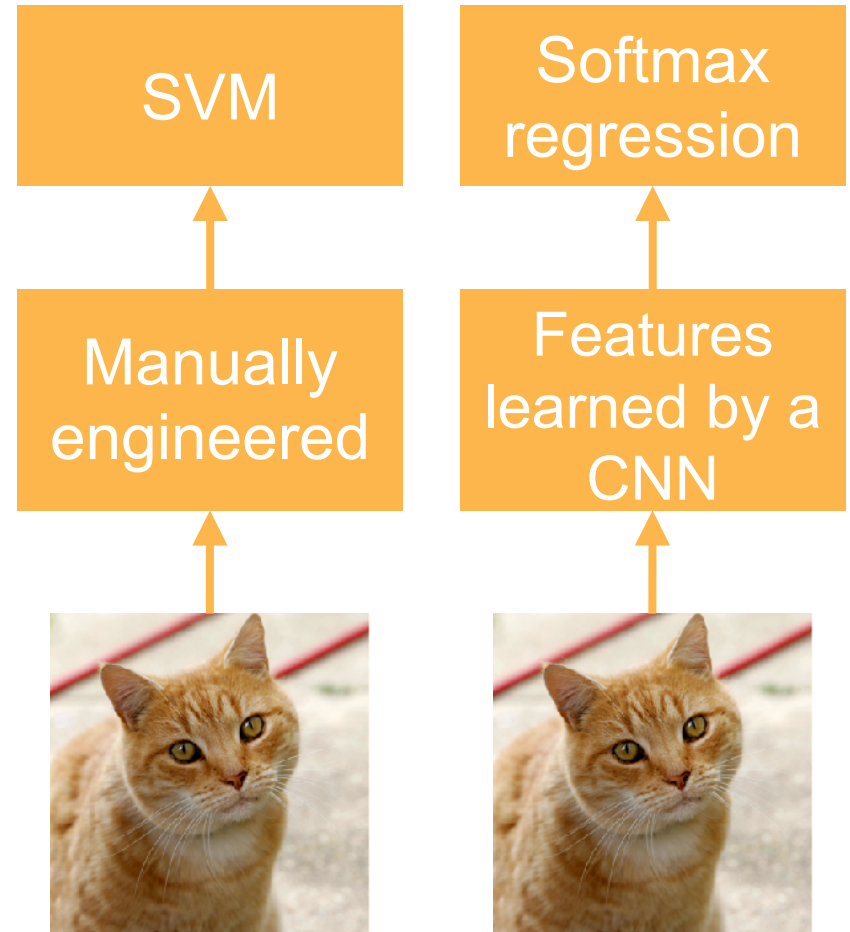 SVM
Softmax
regression
Manually
engineered
Features
learned by a
CNN